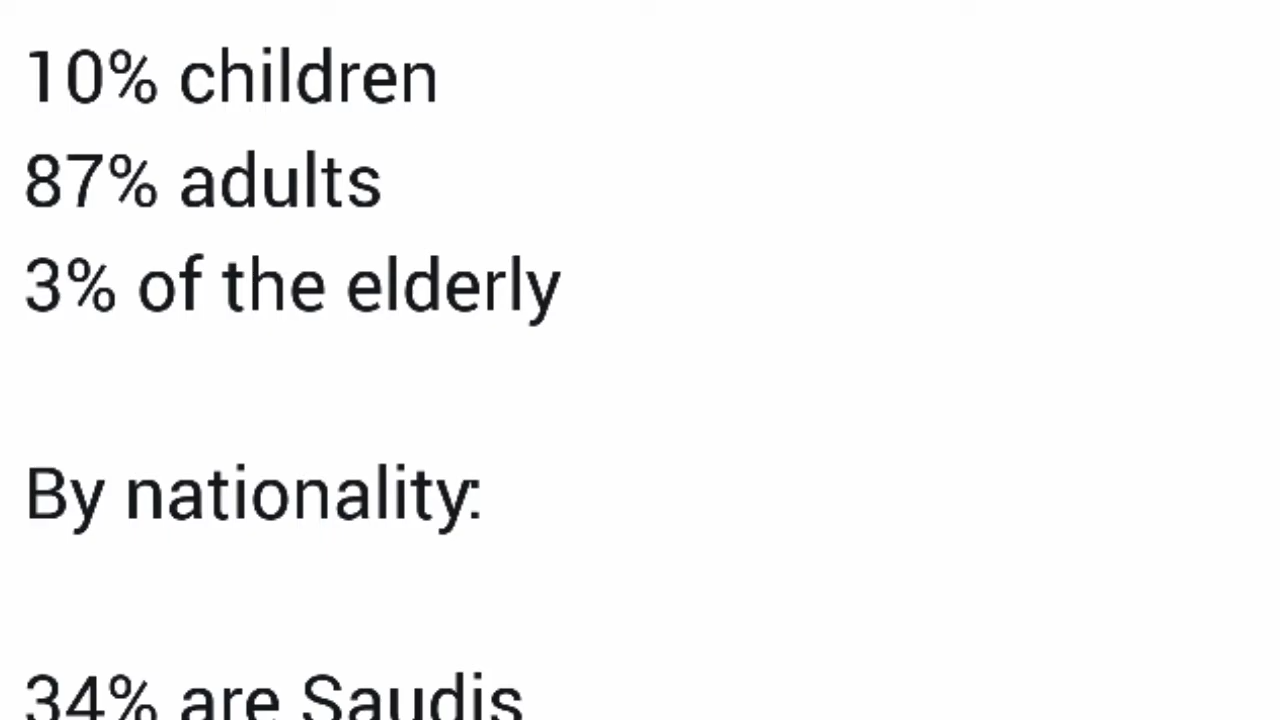 10% children
87% adults
3% of the elderly
By nationality:
34% are Saudis